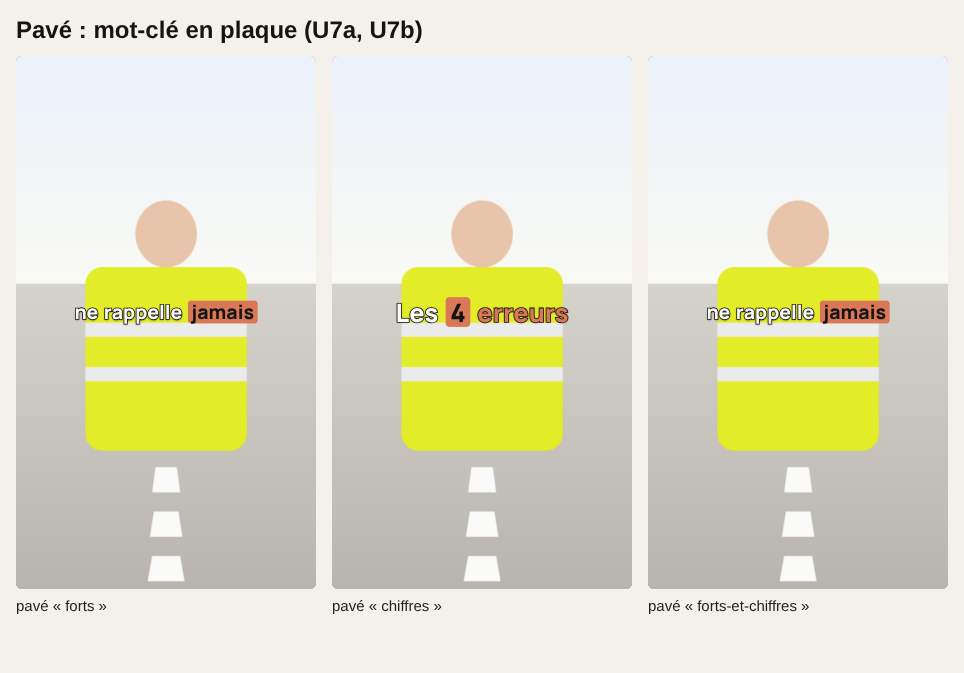 Pavé : mot-clé en plaque (U7a, U7b)
ne rappelle jamais
Les 4 erreurs
ne rappelle jamais
pavé « forts »
pavé « chiffres »
pavé « forts-et-chiffres »